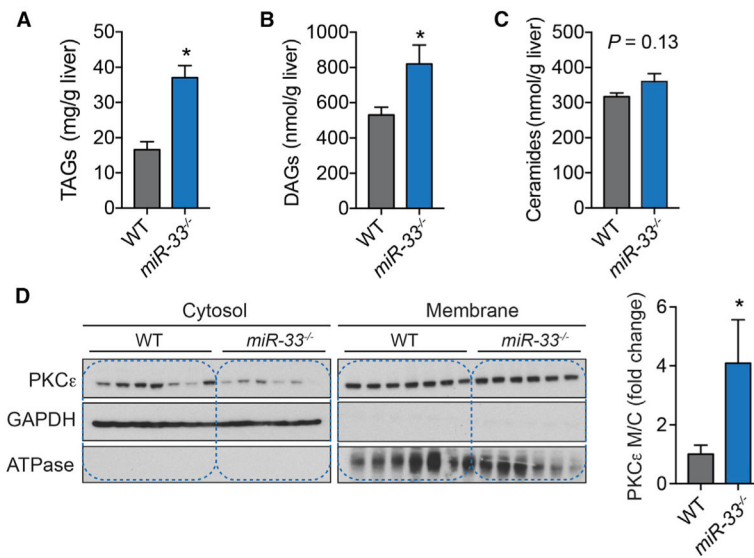 A
TAGs (mg/g liver)
50
40
30
20
10
0
*
WT
miR-33-/-
B
DAGs (nmol/g liver)
1000
800
600
400
200
0
*
WT
miR-33-/-
C
Ceramides (nmol/g liver)
500
400
300
200
100
0
P = 0.13
WT
miR-33-/-
D
Cytosol
Membrane
WT
miR-33-/-
WT
miR-33-/-
PKCε
GAPDH
ATPase
PKCε M/C (fold change)
6
4
2
0
*
WT
miR-33-/-